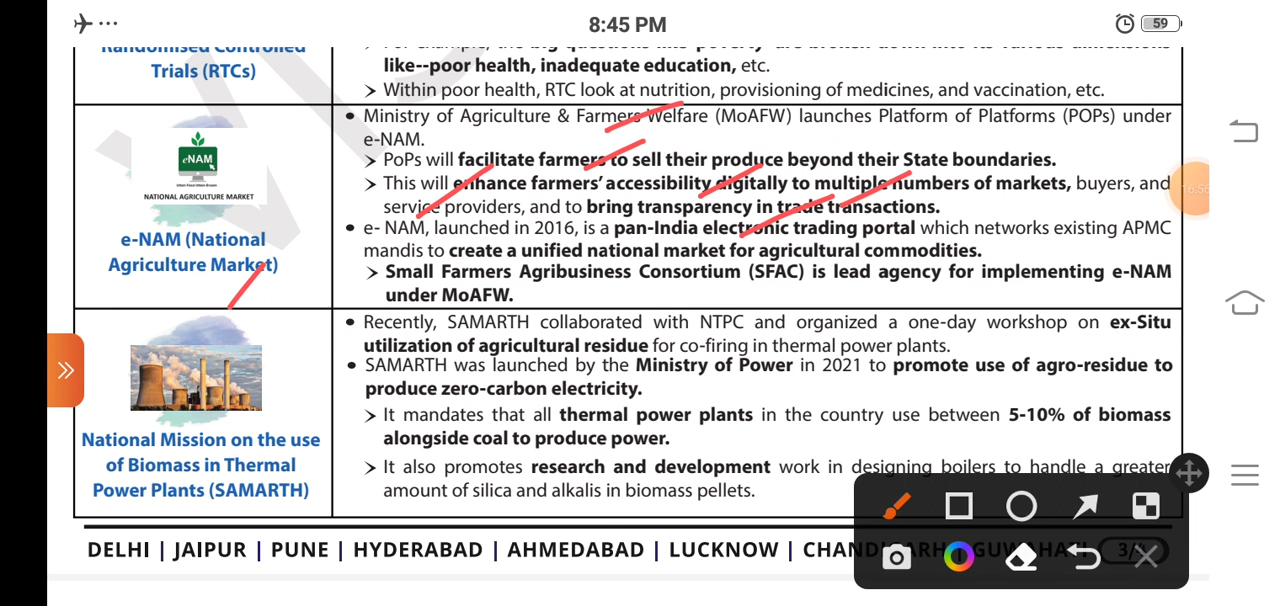 8:45 PM
59
Randomised Controlled
Trials (RTCs)
like--poor health, inadequate education, etc.
➤ Within poor health, RTC look at nutrition, provisioning of medicines, and vaccination, etc.
eNAM
NATIONAL AGRICULTURE MARKET
e-NAM (National
Agriculture Market)
• Ministry of Agriculture & Farmers Welfare (MoAFW) launches Platform of Platforms (POPs) under
e-NAM.
➤ PoPs will facilitate farmers to sell their produce beyond their State boundaries.
➤ This will enhance farmers' accessibility digitally to multiple numbers of markets, buyers, and
service providers, and to bring transparency in trade transactions.
• e- NAM, launched in 2016, is a pan-India electronic trading portal which networks existing APMC
mandis to create a unified national market for agricultural commodities.
➤ Small Farmers Agribusiness Consortium (SFAC) is lead agency for implementing e-NAM
under MoAFW.
16:56
National Mission on the use
of Biomass in Thermal
Power Plants (SAMARTH)
• Recently, SAMARTH collaborated with NTPC and organized a one-day workshop on ex-Situ
utilization of agricultural residue for co-firing in thermal power plants.
• SAMARTH was launched by the Ministry of Power in 2021 to promote use of agro-residue to
produce zero-carbon electricity.
➤ It mandates that all thermal power plants in the country use between 5-10% of biomass
alongside coal to produce power.
➤ It also promotes research and development work in designing boilers to handle a greater
amount of silica and alkalis in biomass pellets.
DELHI | JAIPUR | PUNE | HYDERABAD | AHMEDABAD | LUCKNOW | CHANDIGARH | GUWAHATI